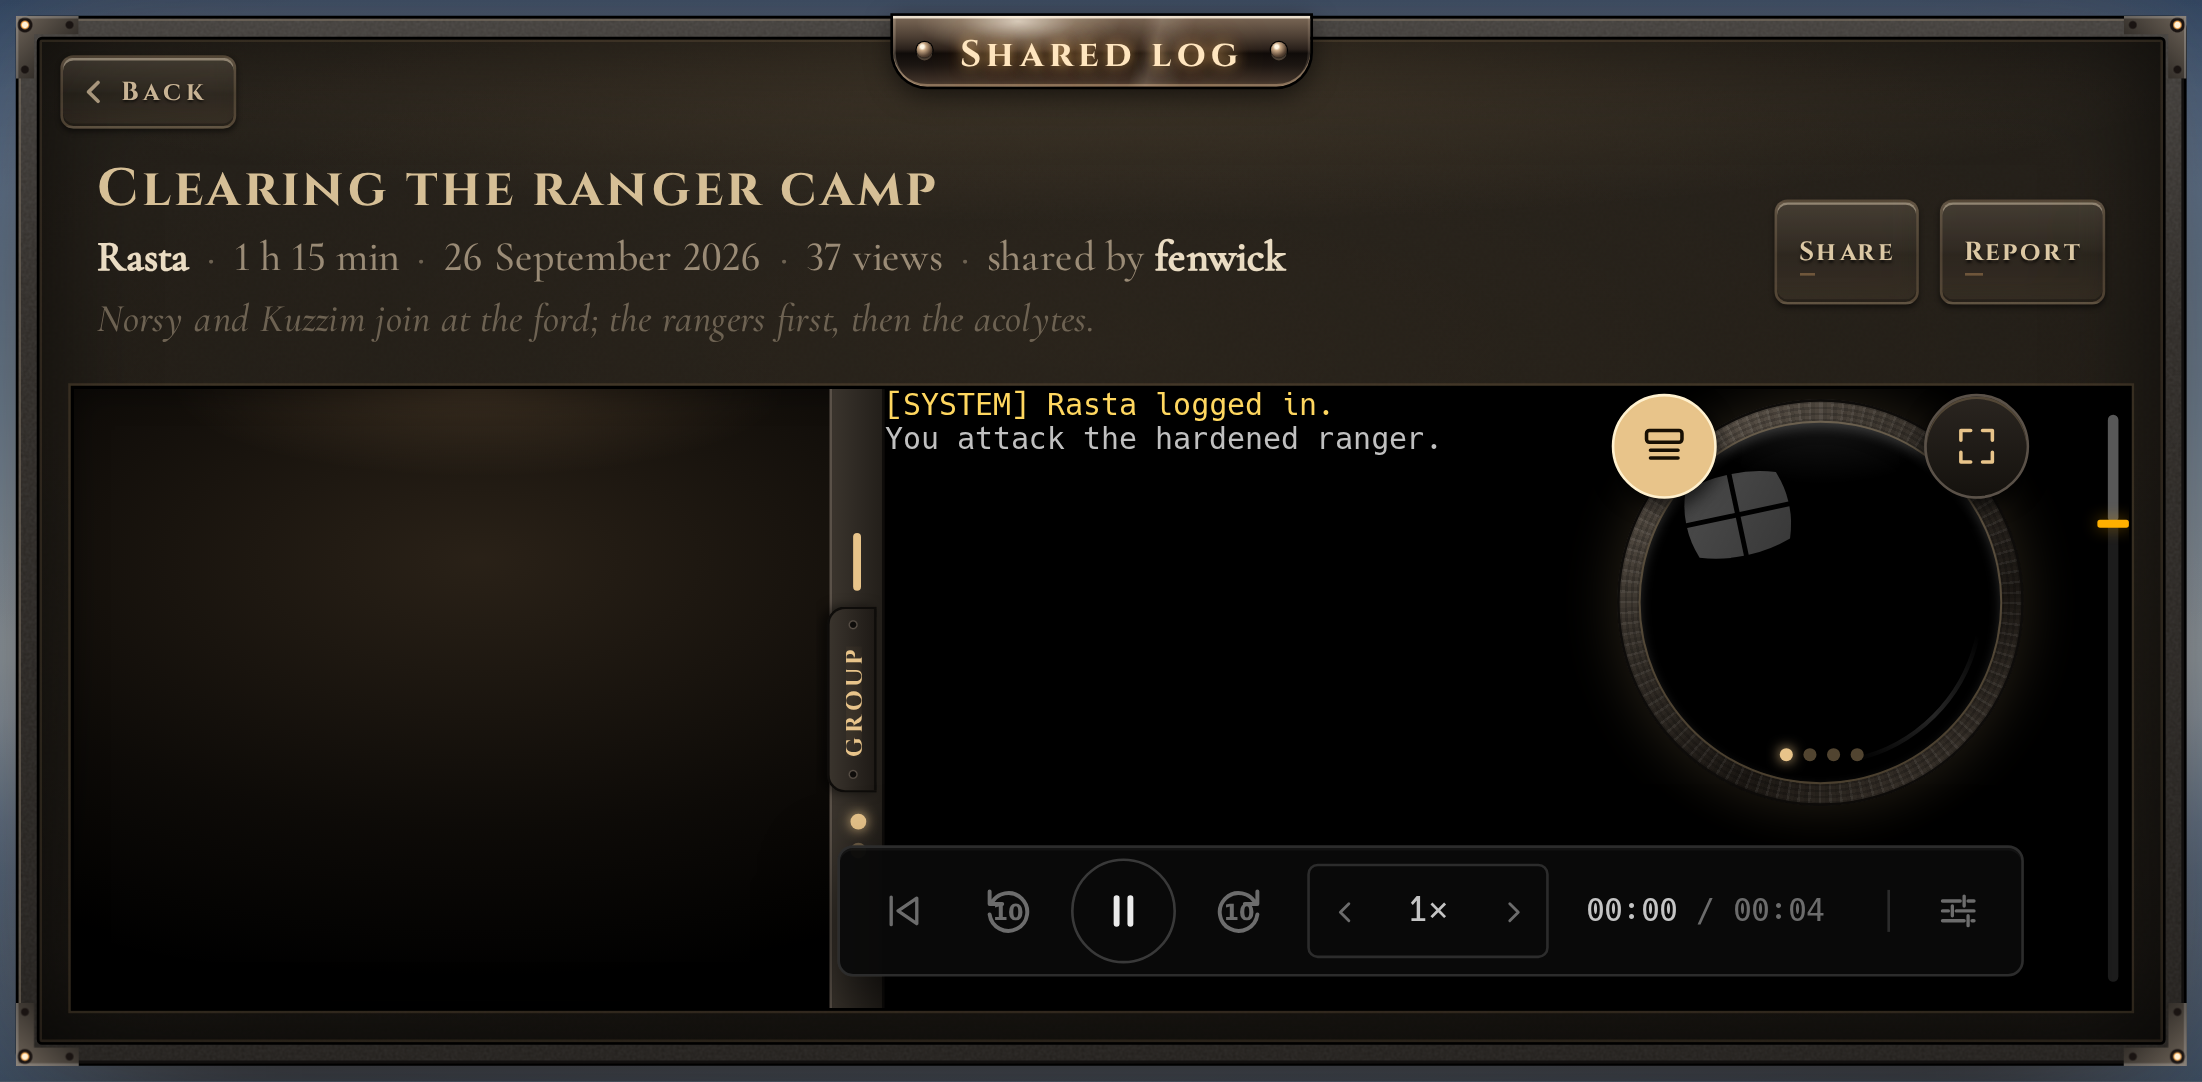 SHARED LOG
BACK
CLEARING THE RANGER CAMP
Rasta · 1 h 15 min · 26 September 2026 · 37 views · shared by fenwick
Norsy and Kuzzim join at the ford; the rangers first, then the acolytes.
SHARE
REPORT
[SYSTEM] Rasta logged in.
You attack the hardened ranger.
GROUP
10
10
1×
00:00 / 00:04